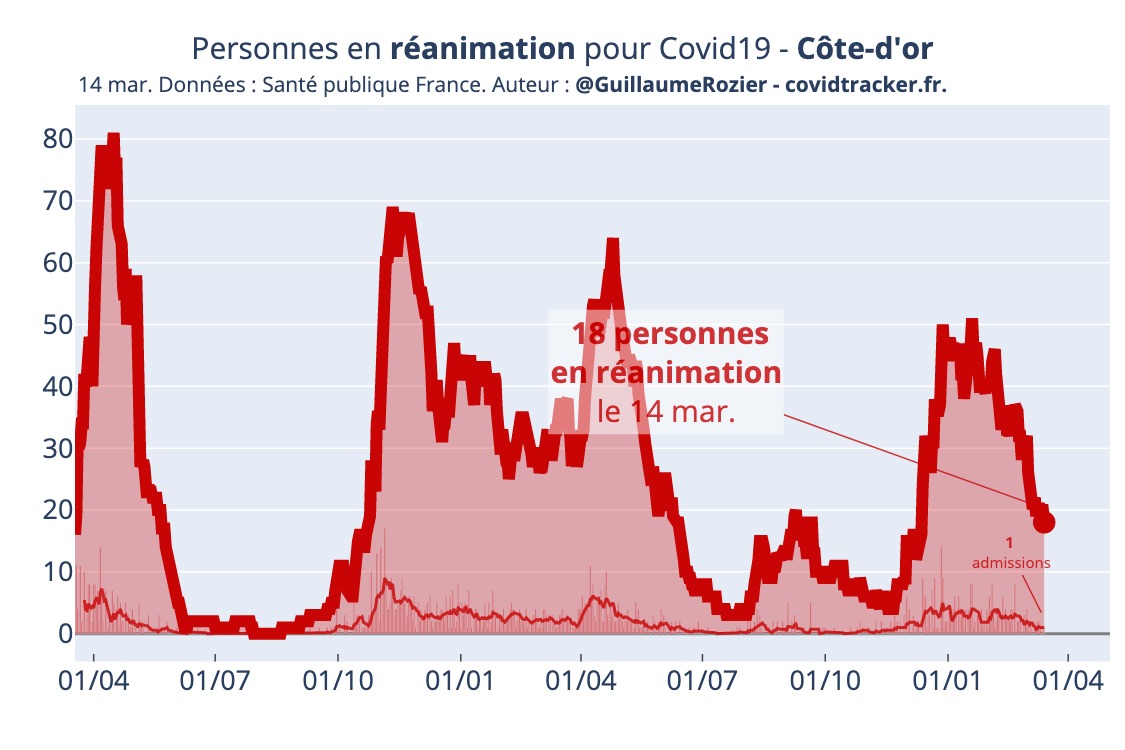 Personnes en réanimation pour Covid19 - Côte-d'or
14 mar. Données : Santé publique France. Auteur : @GuillaumeRozier - covidtracker.fr.
80
70
60
50
40
30
20
10
0
18 personnes
en réanimation
le 14 mar.
1
admissions
01/04 01/07 01/10 01/01 01/04 01/07 01/10 01/01 01/04